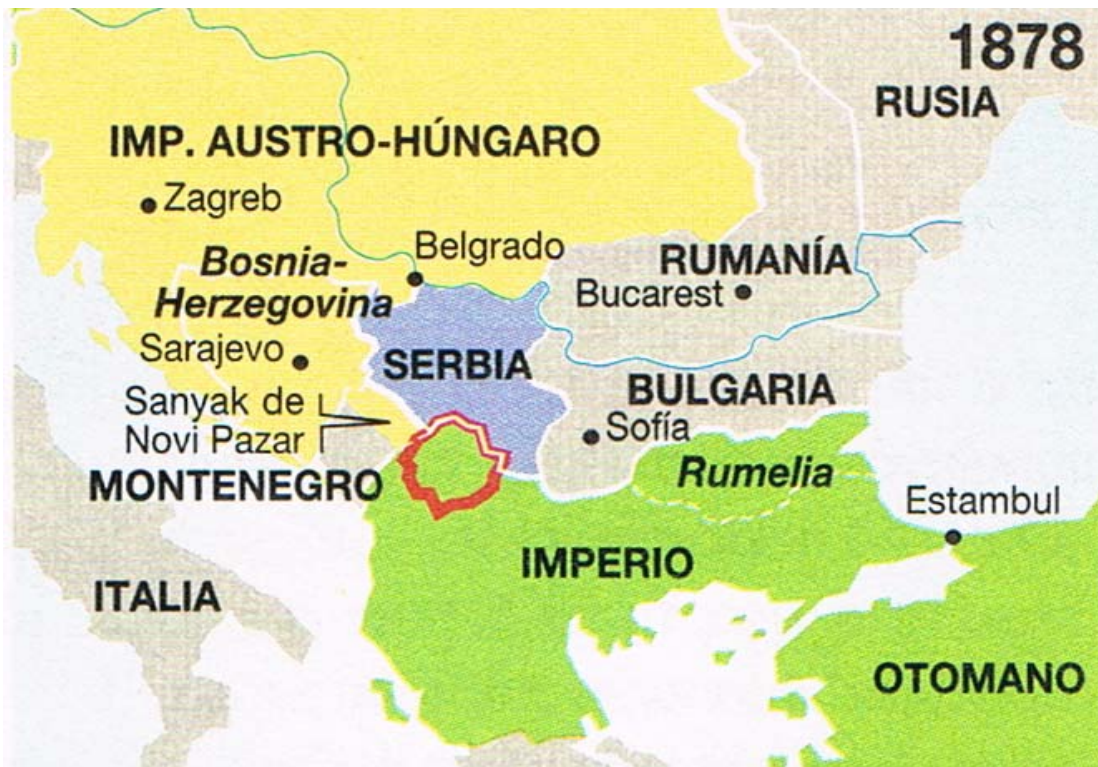 1878
RUSIA
IMP. AUSTRO-HÚNGARO
Zagreb
Belgrado
Bosnia-
Herzegovina
RUMANÍA
Bucarest
Sarajevo
SERBIA
BULGARIA
Sanyak de
Novi Pazar
Sofía
MONTENEGRO
Rumelia
Estambul
IMPERIO
ITALIA
OTOMANO